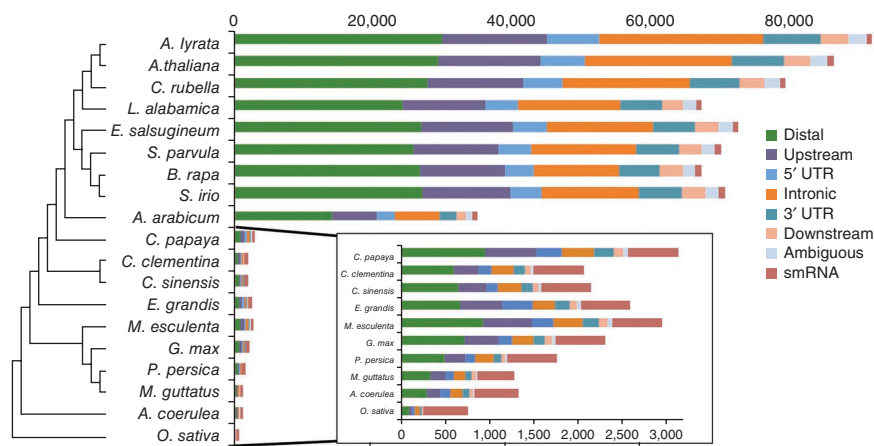 0 20,000 40,000 60,000 80,000
A. lyrata
A.thaliana
C. rubella
L. alabamica
E. salsugineum
S. parvula
B. rapa
S. irio
A. arabicum
C. papaya
C. clementina
C. sinensis
E. grandis
M. esculenta
G. max
P. persica
M. guttatus
A. coerulea
O. sativa
Distal
Upstream
5′ UTR
Intronic
3′ UTR
Downstream
Ambiguous
smRNA
C. papaya
C. clementina
C. sinensis
E. grandis
M. esculenta
G. max
P. persica
M. guttatus
A. coerulea
O. sativa
0 500 1,000 1,500 2,000 2,500 3,000